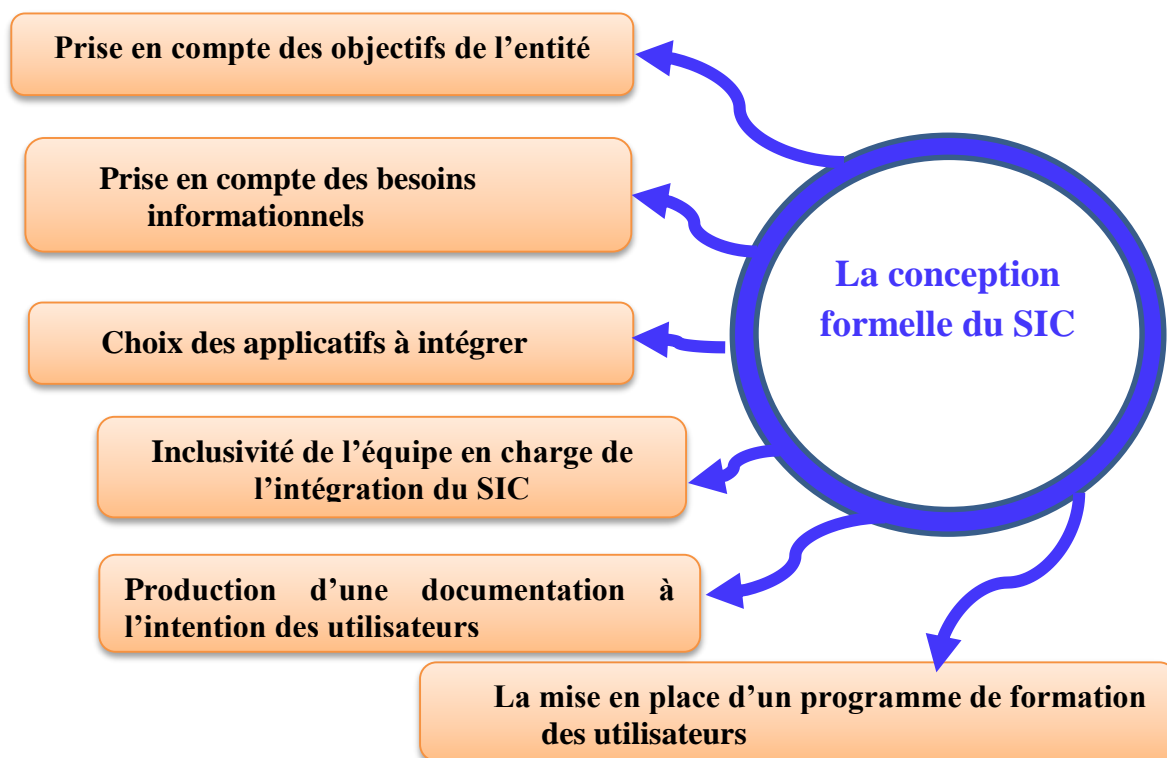 Prise en compte des objectifs de l’entité
Prise en compte des besoins
informationnels
La conception
formelle du SIC
Choix des applicatifs à intégrer
Inclusivité de l’équipe en charge de
l’intégration du SIC
Production d’une documentation à
l’intention des utilisateurs
La mise en place d’un programme de formation
des utilisateurs